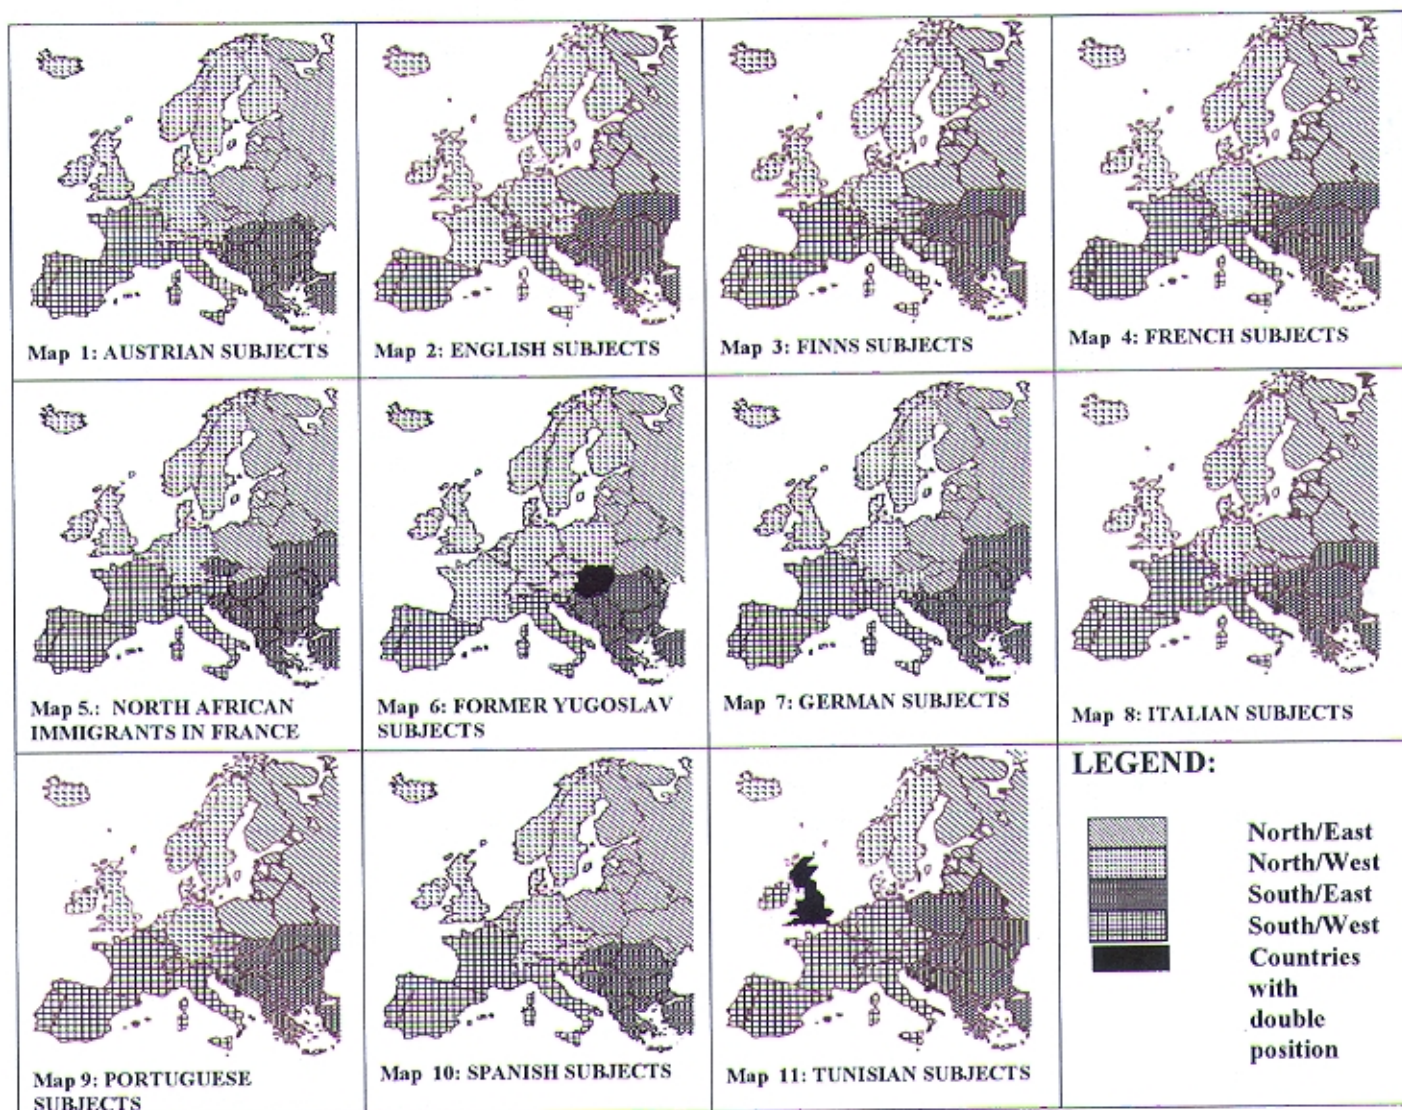 Map 1: AUSTRIAN SUBJECTS
Map 2: ENGLISH SUBJECTS
Map 3: FINNS SUBJECTS
Map 4: FRENCH SUBJECTS
Map 5.: NORTH AFRICAN
IMMIGRANTS IN FRANCE
Map 6: FORMER YUGOSLAV
SUBJECTS
Map 7: GERMAN SUBJECTS
Map 8: ITALIAN SUBJECTS
Map 9: PORTUGUESE
SUBJECTS
Map 10: SPANISH SUBJECTS
Map 11: TUNISIAN SUBJECTS
LEGEND:
North/East
North/West
South/East
South/West
Countries
with
double
position